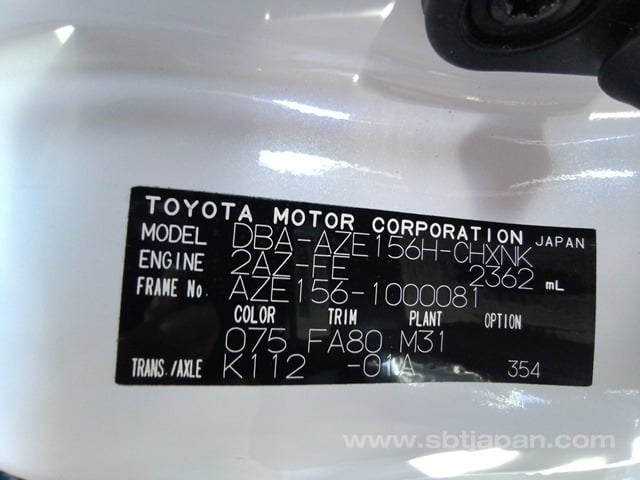 TOYOTA MOTOR CORPORATION JAPAN
MODEL DBA-AZE156H-CHXNK
ENGINE 2AZ-FE 2362 mL
FRAME No. AZE156-1000081
COLOR TRIM PLANT OPTION
075 FA80 M31
TRANS./AXLE K112 -01A 354
www.sbtjapan.com